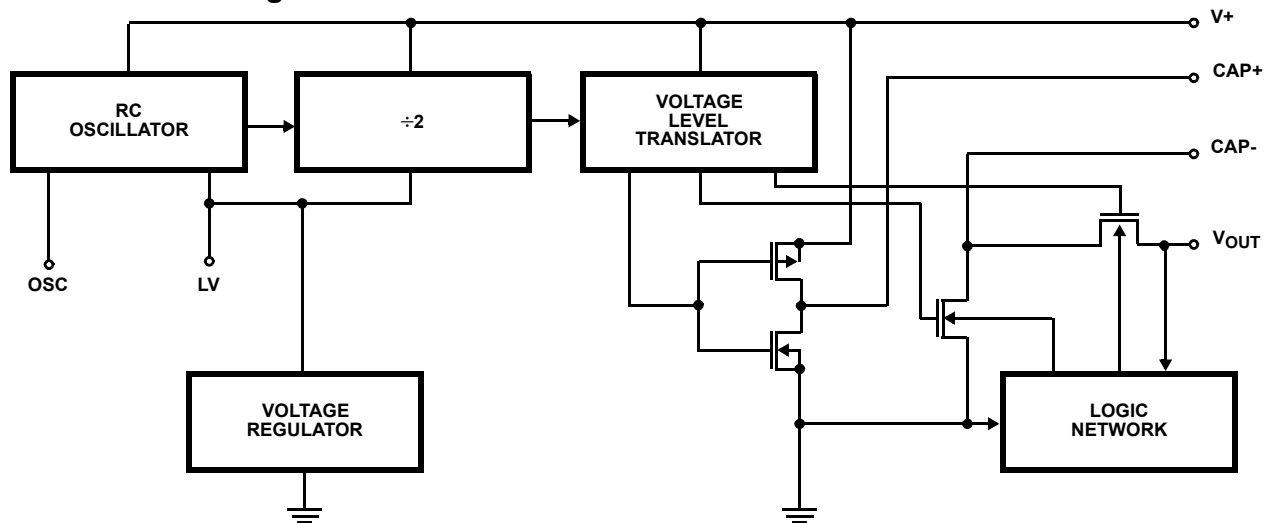 V+
CAP+
RC
OSCILLATOR
÷2
VOLTAGE
LEVEL
TRANSLATOR
CAP-
VOUT
OSC
LV
VOLTAGE
REGULATOR
LOGIC
NETWORK